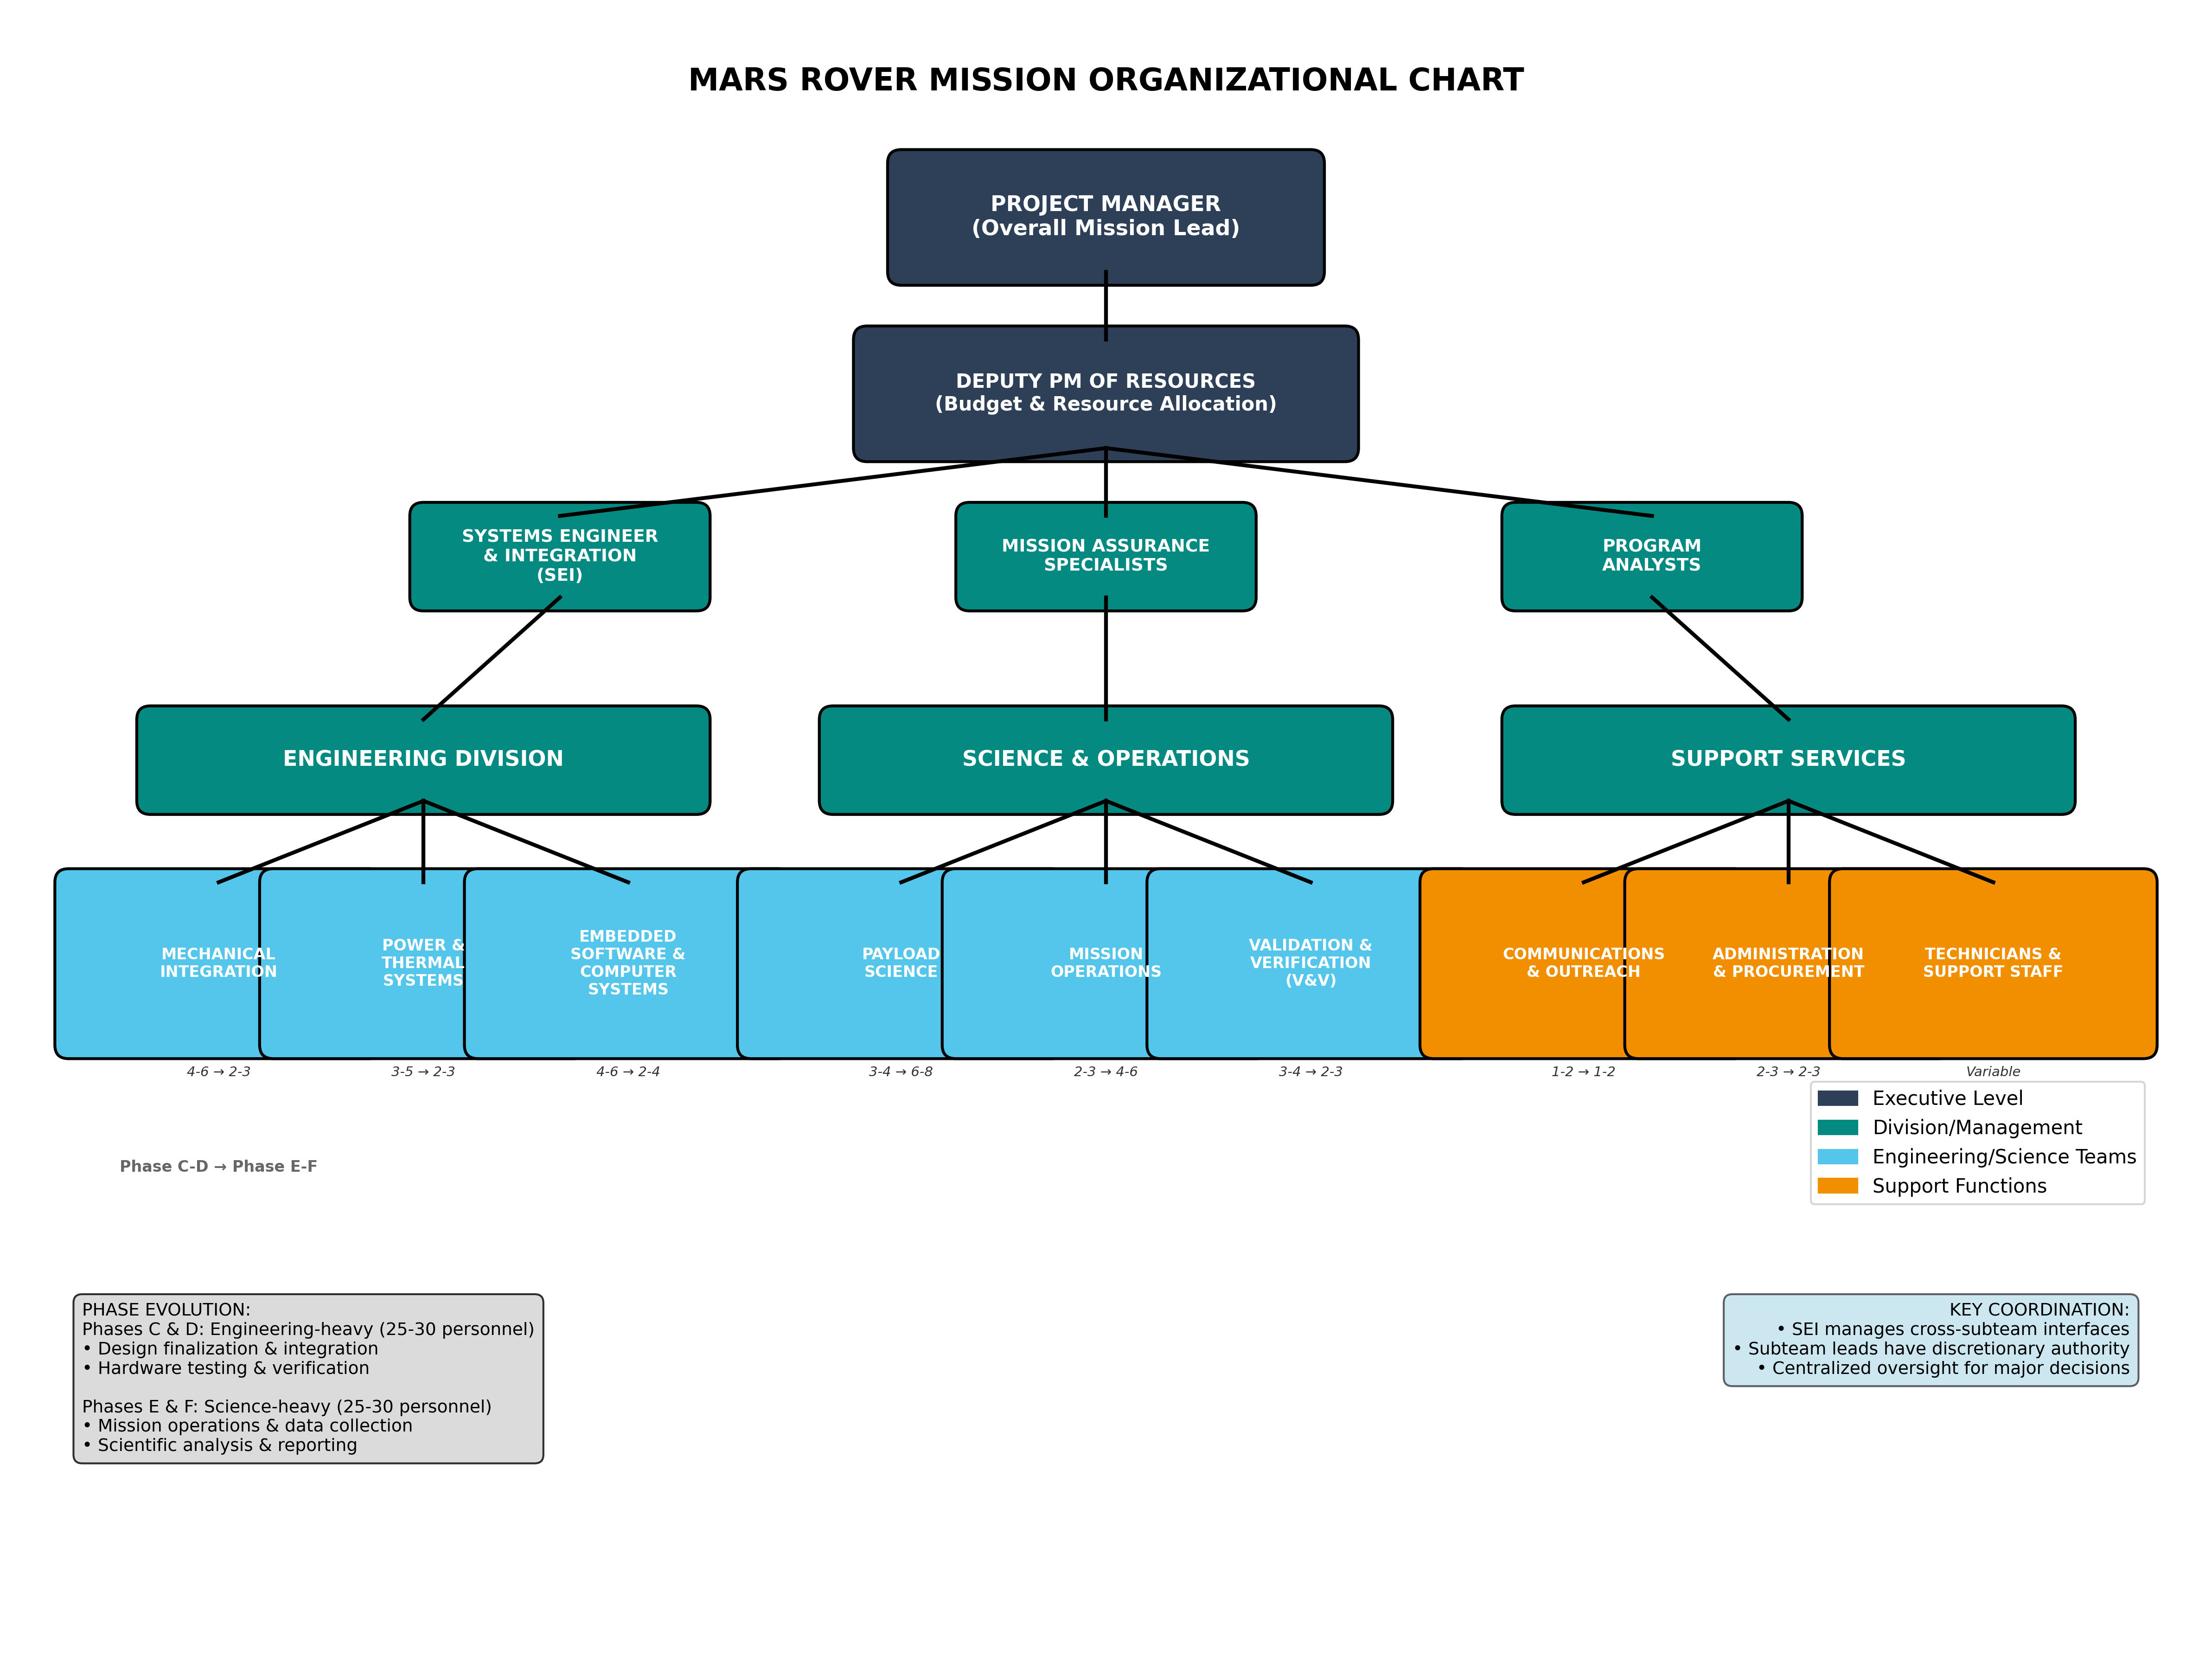 MARS ROVER MISSION ORGANIZATIONAL CHART
PROJECT MANAGER
(Overall Mission Lead)
DEPUTY PM OF RESOURCES
(Budget & Resource Allocation)
SYSTEMS ENGINEER
& INTEGRATION
(SEI)
MISSION ASSURANCE
SPECIALISTS
PROGRAM
ANALYSTS
ENGINEERING DIVISION
SCIENCE & OPERATIONS
SUPPORT SERVICES
MECHANICAL
INTEGRATION
POWER &
THERMAL
SYSTEMS
EMBEDDED
SOFTWARE &
COMPUTER
SYSTEMS
PAYLOAD
SCIENCE
MISSION
OPERATIONS
VALIDATION &
VERIFICATION
(V&V)
COMMUNICATIONS
& OUTREACH
ADMINISTRATION
& PROCUREMENT
TECHNICIANS &
SUPPORT STAFF
4-6 → 2-3
3-5 → 2-3
4-6 → 2-4
3-4 → 6-8
2-3 → 4-6
3-4 → 2-3
1-2 → 1-2
2-3 → 2-3
Variable
Executive Level
Division/Management
Engineering/Science Teams
Support Functions
Phase C-D → Phase E-F
PHASE EVOLUTION:
Phases C & D: Engineering-heavy (25-30 personnel)
• Design finalization & integration
• Hardware testing & verification
Phases E & F: Science-heavy (25-30 personnel)
• Mission operations & data collection
• Scientific analysis & reporting
KEY COORDINATION:
• SEI manages cross-subteam interfaces
• Subteam leads have discretionary authority
• Centralized oversight for major decisions